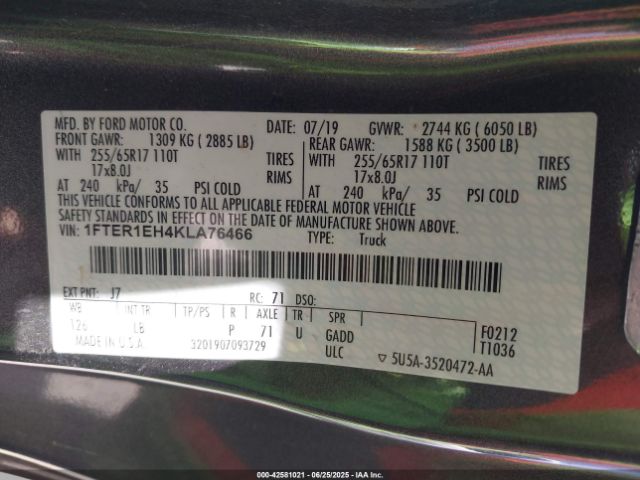 MFD. BY FORD MOTOR CO. DATE: 07/19 GVWR: 2744 KG ( 6050 LB)
FRONT GAWR: 1309 KG ( 2885 LB) REAR GAWR: 1588 KG ( 3500 LB)
WITH 255/65R17 110T TIRES WITH 255/65R17 110T TIRES
17x8.0J RIMS 17x8.0J RIMS
AT 240 kPa/ 35 PSI COLD AT 240 kPa/ 35 PSI COLD
THIS VEHICLE CONFORMS TO ALL APPLICABLE FEDERAL MOTOR VEHICLE
SAFETY STANDARDS IN EFFECT ON THE DATE OF MANUFACTURE SHOWN ABOVE.
VIN: 1FTER1EH4KLA76466 TYPE: Truck
EXT PNT: J7 RC: 71 DSO:
WB INT TR TP/PS R AXLE TR SPR
126 LB P 71 U GADD F0212
MADE IN U.S.A. 3201907093729 ULC T1036
▽ 5U5A-3520472-AA
000-42581021 / 06/25/2025 / IAA Inc.